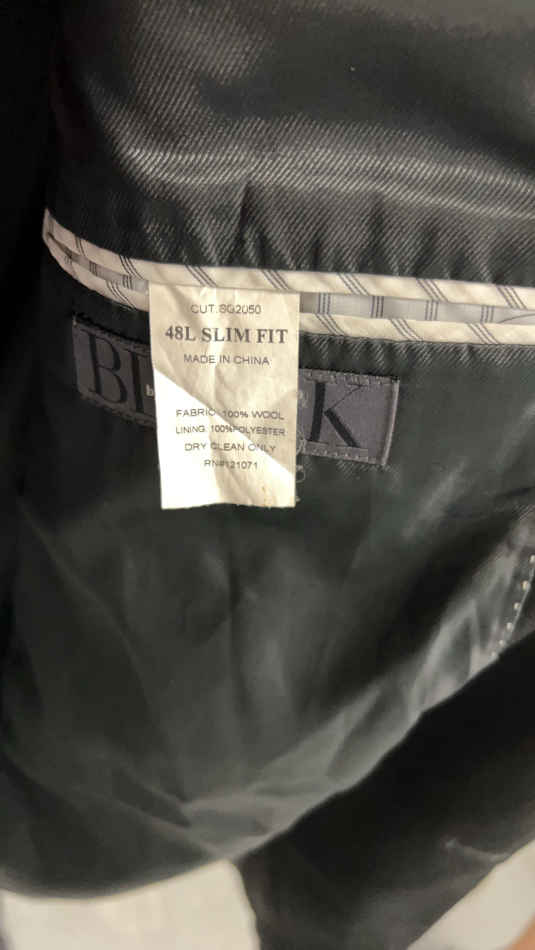 CUT.SG2050
48L SLIM FIT
MADE IN CHINA
FABRIC 100% WOOL
LINING 100%POLYESTER
DRY CLEAN ONLY
RN#121071